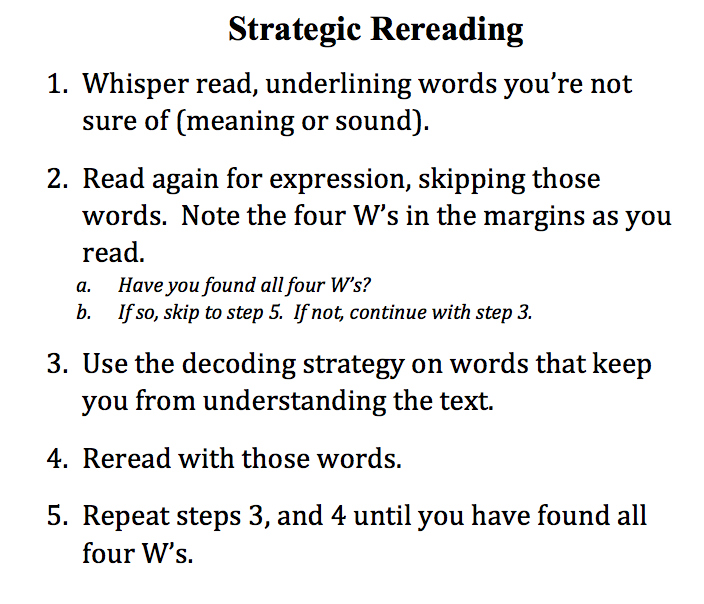 Strategic Rereading
1. Whisper read, underlining words you’re not
sure of (meaning or sound).
2. Read again for expression, skipping those
words.  Note the four W’s in the margins as you
read.
a. Have you found all four W’s?
b. If so, skip to step 5.  If not, continue with step 3.
3. Use the decoding strategy on words that keep
you from understanding the text.
4. Reread with those words.
5. Repeat steps 3, and 4 until you have found all
four W’s.